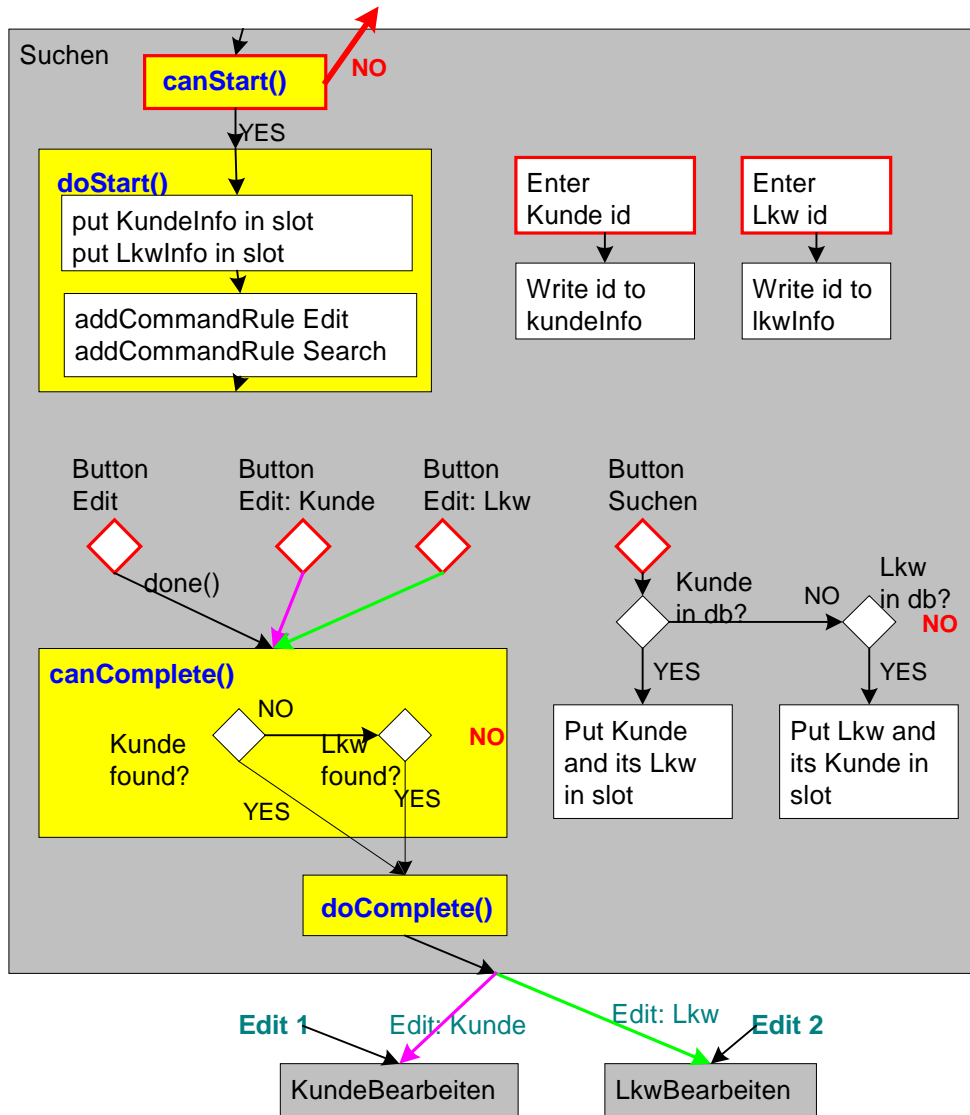 Suchen
canStart()
NO
YES
doStart()
put KundeInfo in slot
put LkwInfo in slot
addCommandRule Edit
addCommandRule Search
Enter
Kunde id
Enter
Lkw id
Write id to
kundeInfo
Write id to
lkwInfo
Button
Edit
Button
Edit: Kunde
Button
Edit: Lkw
Button
Suchen
done()
Kunde
in db?
NO
Lkw
in db?
NO
YES
YES
canComplete()
NO
Kunde
found?
Lkw
found?
NO
YES
YES
Put Kunde
and its Lkw
in slot
Put Lkw and
its Kunde in
slot
doComplete()
Edit 1
Edit: Kunde
Edit: Lkw
Edit 2
KundeBearbeiten
LkwBearbeiten